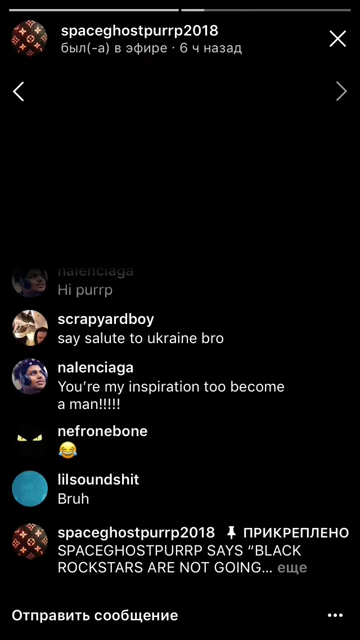 spaceghostpurrp2018
был(-а) в эфире · 6 ч назад
nalenciaga
Hi purrp
scrapyardboy
say salute to ukraine bro
nalenciaga
You're my inspiration too become
a man!!!!!
nefronebone
😂
lilsoundshit
Bruh
spaceghostpurrp2018 ПРИКРЕПЛЕНО
SPACEGHOSTPURRP SAYS “BLACK
ROCKSTARS ARE NOT GOING... еще
Отправить сообщение